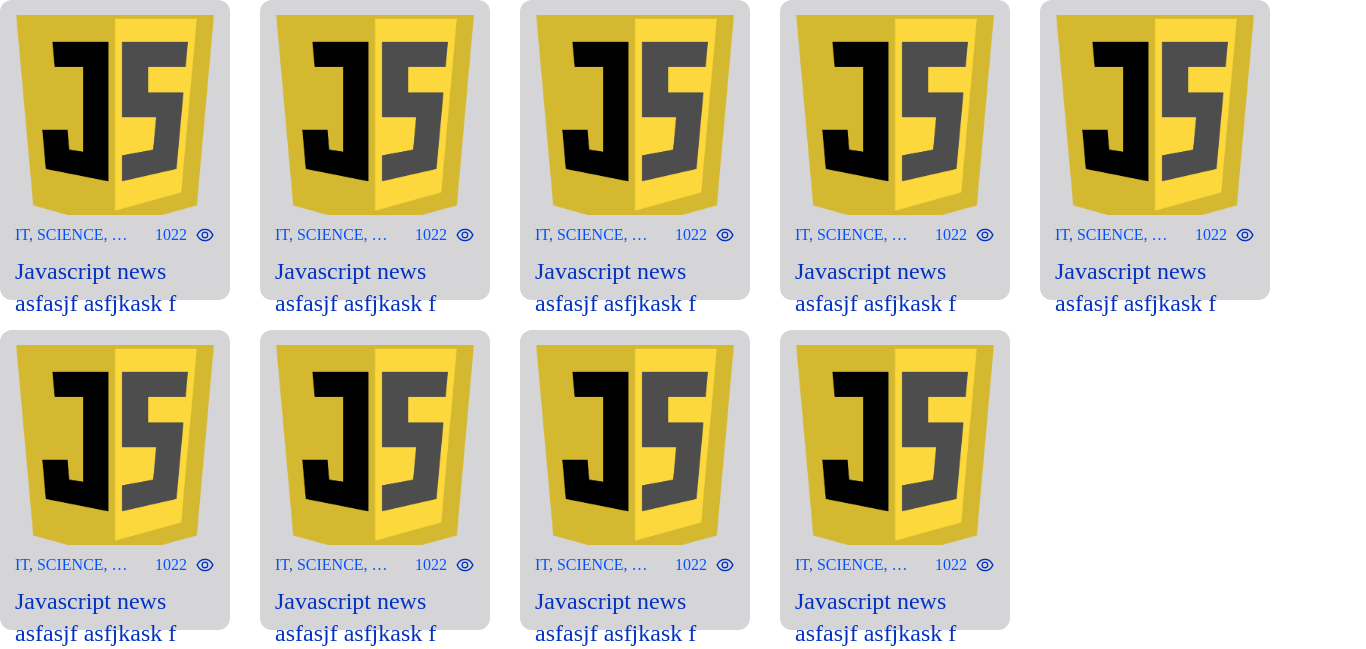 JS JS JS JS JS
IT, SCIENCE, … 1022 IT, SCIENCE, … 1022 IT, SCIENCE, … 1022 IT, SCIENCE, … 1022 IT, SCIENCE, … 1022
Javascript news Javascript news Javascript news Javascript news Javascript news
asfasjf asfjkask f asfasjf asfjkask f asfasjf asfjkask f asfasjf asfjkask f asfasjf asfjkask f
JS JS JS JS
IT, SCIENCE, … 1022 IT, SCIENCE, … 1022 IT, SCIENCE, … 1022 IT, SCIENCE, … 1022
Javascript news Javascript news Javascript news Javascript news
asfasjf asfjkask f asfasjf asfjkask f asfasjf asfjkask f asfasjf asfjkask f